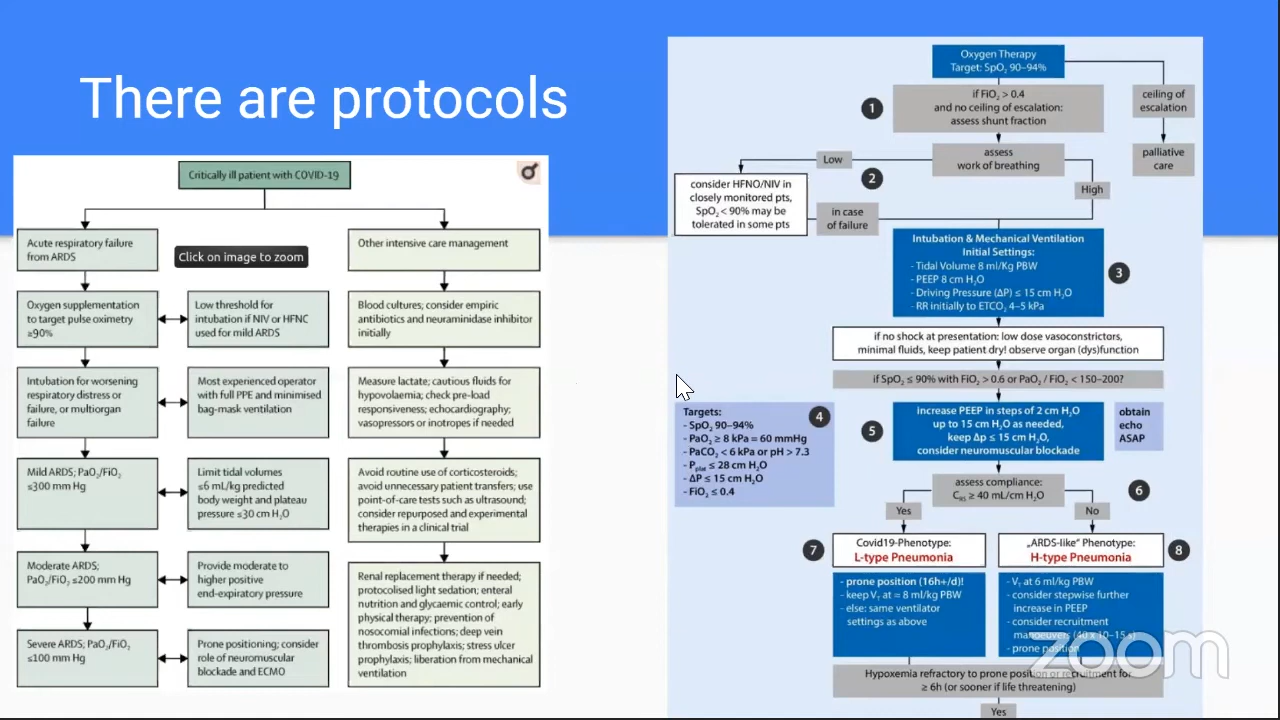 There are protocols
Critically ill patient with COVID-19
Acute respiratory failure
from ARDS
Click on image to zoom
Other intensive care management
Oxygen supplementation
to target pulse oximetry
≥90%
Low threshold for
intubation if NIV or HFNC
used for mild ARDS
Blood cultures; consider empiric
antibiotics and neuraminidase inhibitor
initially
Intubation for worsening
respiratory distress or
failure, or multiorgan
failure
Most experienced operator
with full PPE and minimised
bag-mask ventilation
Measure lactate; cautious fluids for
hypovolaemia; check pre-load
responsiveness; echocardiography;
vasopressors or inotropes if needed
Mild ARDS; PaO₂/FiO₂
≤300 mm Hg
Limit tidal volumes
≤6 mL/kg predicted
body weight and plateau
pressure ≤30 cm H₂O
Avoid routine use of corticosteroids;
avoid unnecessary patient transfers; use
point-of-care tests such as ultrasound;
consider repurposed and experimental
therapies in a clinical trial
Moderate ARDS;
PaO₂/FiO₂ ≤200 mm Hg
Provide moderate to
higher positive
end-expiratory pressure
Renal replacement therapy if needed;
protocolised light sedation; enteral
nutrition and glycaemic control; early
physical therapy; prevention of
nosocomial infections; deep vein
thrombosis prophylaxis; stress ulcer
prophylaxis; liberation from mechanical
ventilation
Severe ARDS; PaO₂/FiO₂
≤100 mm Hg
Prone positioning; consider
role of neuromuscular
blockade and ECMO
Oxygen Therapy
Target: SpO₂ 90–94%
1
if FiO₂ > 0.4
and no ceiling of escalation:
assess shunt fraction
ceiling of
escalation
Low
assess
work of breathing
palliative
care
2
High
consider HFNO/NIV in
closely monitored pts,
SpO₂ < 90% may be
tolerated in some pts
in case
of failure
Intubation & Mechanical Ventilation
Initial Settings:
- Tidal Volume 8 ml/Kg PBW
- PEEP 8 cm H₂O
- Driving Pressure (ΔP) ≤ 15 cm H₂O
- RR initially to ETCO₂ 4–5 kPa
3
if no shock at presentation: low dose vasoconstrictors,
minimal fluids, keep patient dry! observe organ (dys)function
if SpO₂ ≤ 90% with FiO₂ > 0.6 or PaO₂ / FiO₂ < 150–200?
Targets:
- SpO₂ 90–94%
- PaO₂ ≥ 8 kPa = 60 mmHg
- PaCO₂ < 6 kPa or pH > 7.3
- Pplat ≤ 28 cm H₂O
- ΔP ≤ 15 cm H₂O
- FiO₂ ≤ 0.4
4
5
increase PEEP in steps of 2 cm H₂O
up to 15 cm H₂O as needed,
keep Δp ≤ 15 cm H₂O,
consider neuromuscular blockade
obtain
echo
ASAP
assess compliance:
CRS ≥ 40 mL/cm H₂O
6
Yes
No
7
Covid19-Phenotype:
L-type Pneumonia
„ARDS-like“ Phenotype:
H-type Pneumonia
8
- prone position (16h+/d)!
- keep VT at ≈ 8 ml/kg PBW
- else: same ventilator
settings as above
- VT at 6 ml/kg PBW
- consider stepwise further
increase in PEEP
- consider recruitment
manoeuvers (40 x 10–15 s)
- prone position
zoom
Hypoxemia refractory to prone position or recruitment for
≥ 6h (or sooner if life threatening)
Yes